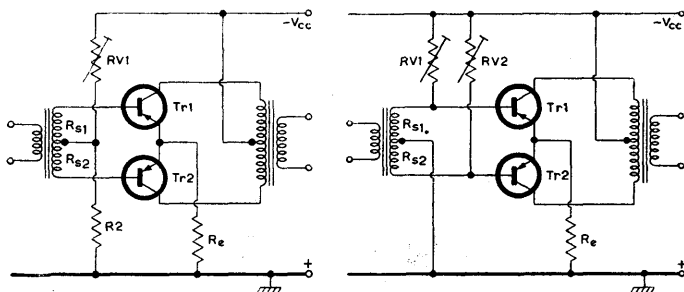 -Vcc
RV1
Tr1
Rs1
Rs2
Tr2
R2
Re
+
-Vcc
RV1
RV2
Tr1
Rs1
Rs2
Tr2
Re
+